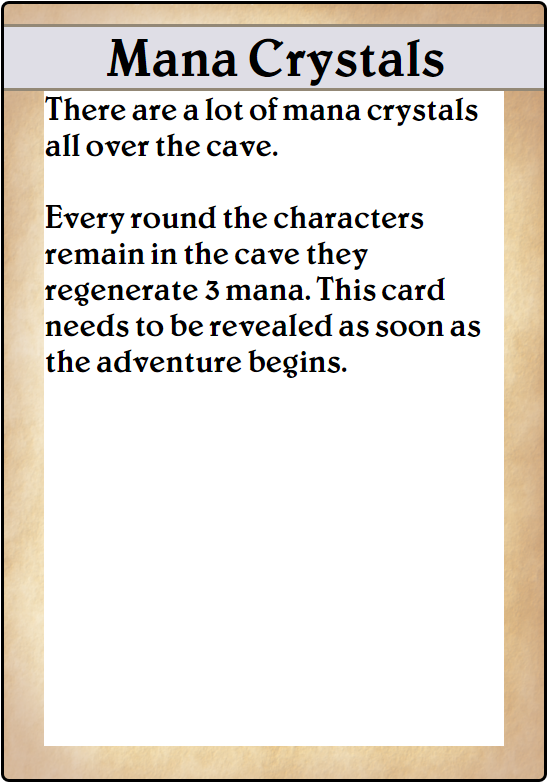 Mana Crystals
There are a lot of mana crystals
all over the cave.
Every round the characters
remain in the cave they
regenerate 3 mana. This card
needs to be revealed as soon as
the adventure begins.